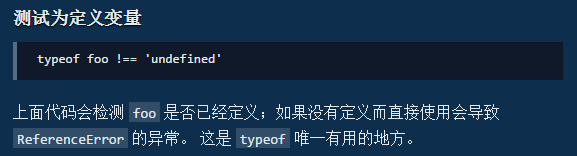 测试为定义变量
typeof foo !== 'undefined'
上面代码会检测 foo 是否已经定义；如果没有定义而直接使用会导致
ReferenceError 的异常。 这是 typeof 唯一有用的地方。